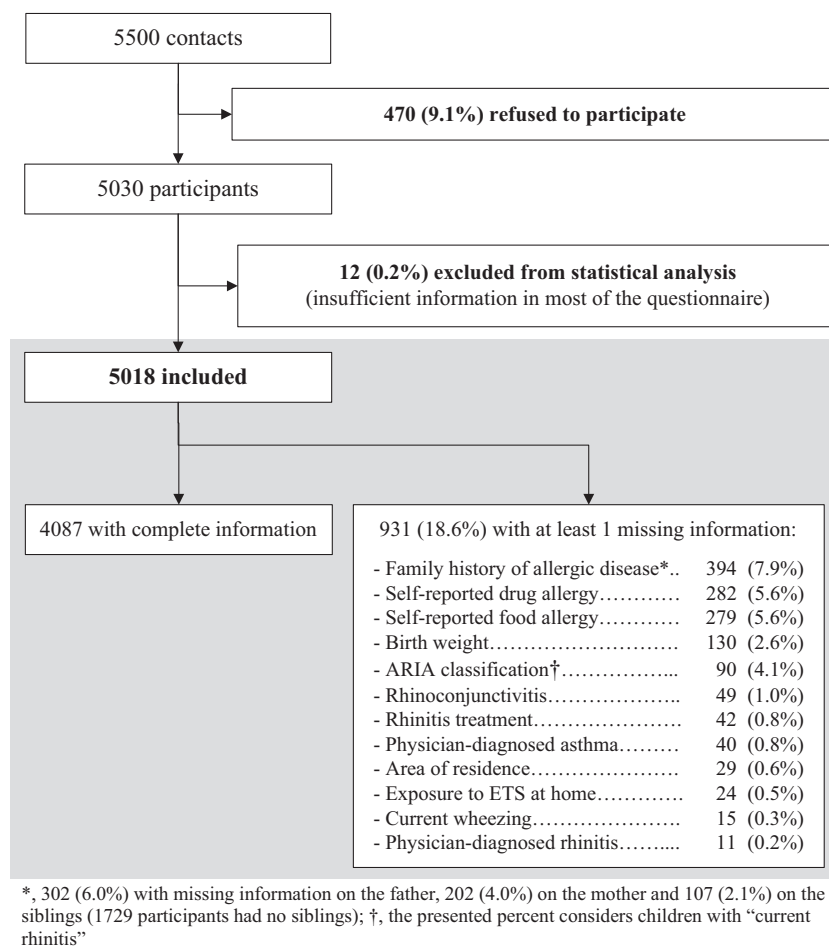 5500 contacts
470 (9.1%) refused to participate
5030 participants
12 (0.2%) excluded from statistical analysis
(insufficient information in most of the questionnaire)
5018 included
4087 with complete information
931 (18.6%) with at least 1 missing information:
- Family history of allergic disease*.. 394 (7.9%)
- Self-reported drug allergy…… 282 (5.6%)
- Self-reported food allergy………… 279 (5.6%)
- Birth weight………………………. 130 (2.6%)
- ARIA classification†……………... 90 (4.1%)
- Rhinoconjunctivitis……………….. 49 (1.0%)
- Rhinitis treatment…………………. 42 (0.8%)
- Physician-diagnosed asthma……… 40 (0.8%)
- Area of residence…………………. 29 (0.6%)
- Exposure to ETS at home…………. 24 (0.5%)
- Current wheezing…………………. 15 (0.3%)
- Physician-diagnosed rhinitis……... 11 (0.2%)
*, 302 (6.0%) with missing information on the father, 202 (4.0%) on the mother and 107 (2.1%) on the
siblings (1729 participants had no siblings); †, the presented percent considers children with “current
rhinitis”